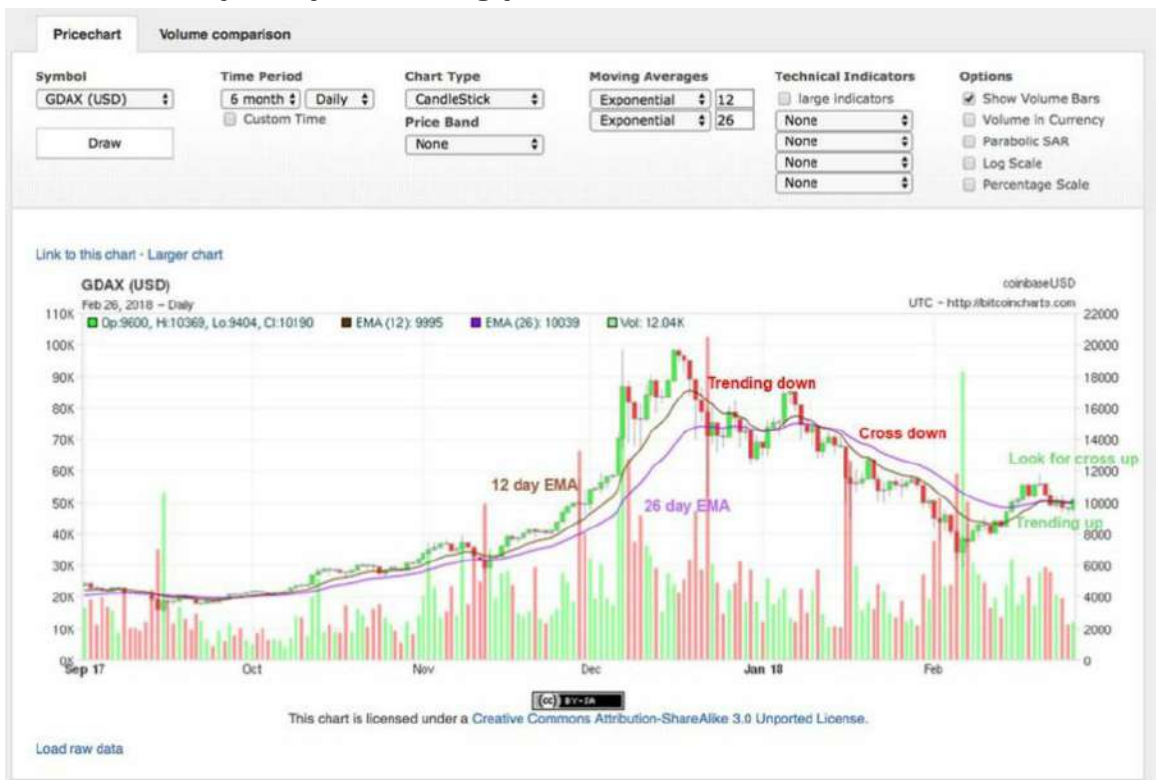 Pricechart Volume comparison
Symbol Time Period Chart Type Moving Averages Technical Indicators Options
GDAX (USD) 6 month Daily CandleStick Exponential 12 large indicators Show Volume Bars
Custom Time Price Band Exponential 26 None Volume in Currency
Draw None None Parabolic SAR
None Log Scale
None Percentage Scale
Link to this chart - Larger chart
GDAX (USD) coinbaseUSD
Feb 26, 2018 - Daily UTC - http://bitcoincharts.com
Op:9600, Hi:10369, Lo:9404, Cl:10190 EMA (12): 9995 EMA (26): 10039 Vol: 12.04K
110K 22000
100K 20000
90K 18000
Trending down
80K 16000
70K 14000
Cross down
Look for cross up
60K 12000
12 day EMA
50K 10000
26 day EMA
Trending up
40K 8000
30K 6000
20K 4000
10K 2000
0K 0
Sep 17 Oct Nov Dec Jan 18 Feb
(cc) BY-SA
This chart is licensed under a Creative Commons Attribution-ShareAlike 3.0 Unported License.
Load raw data